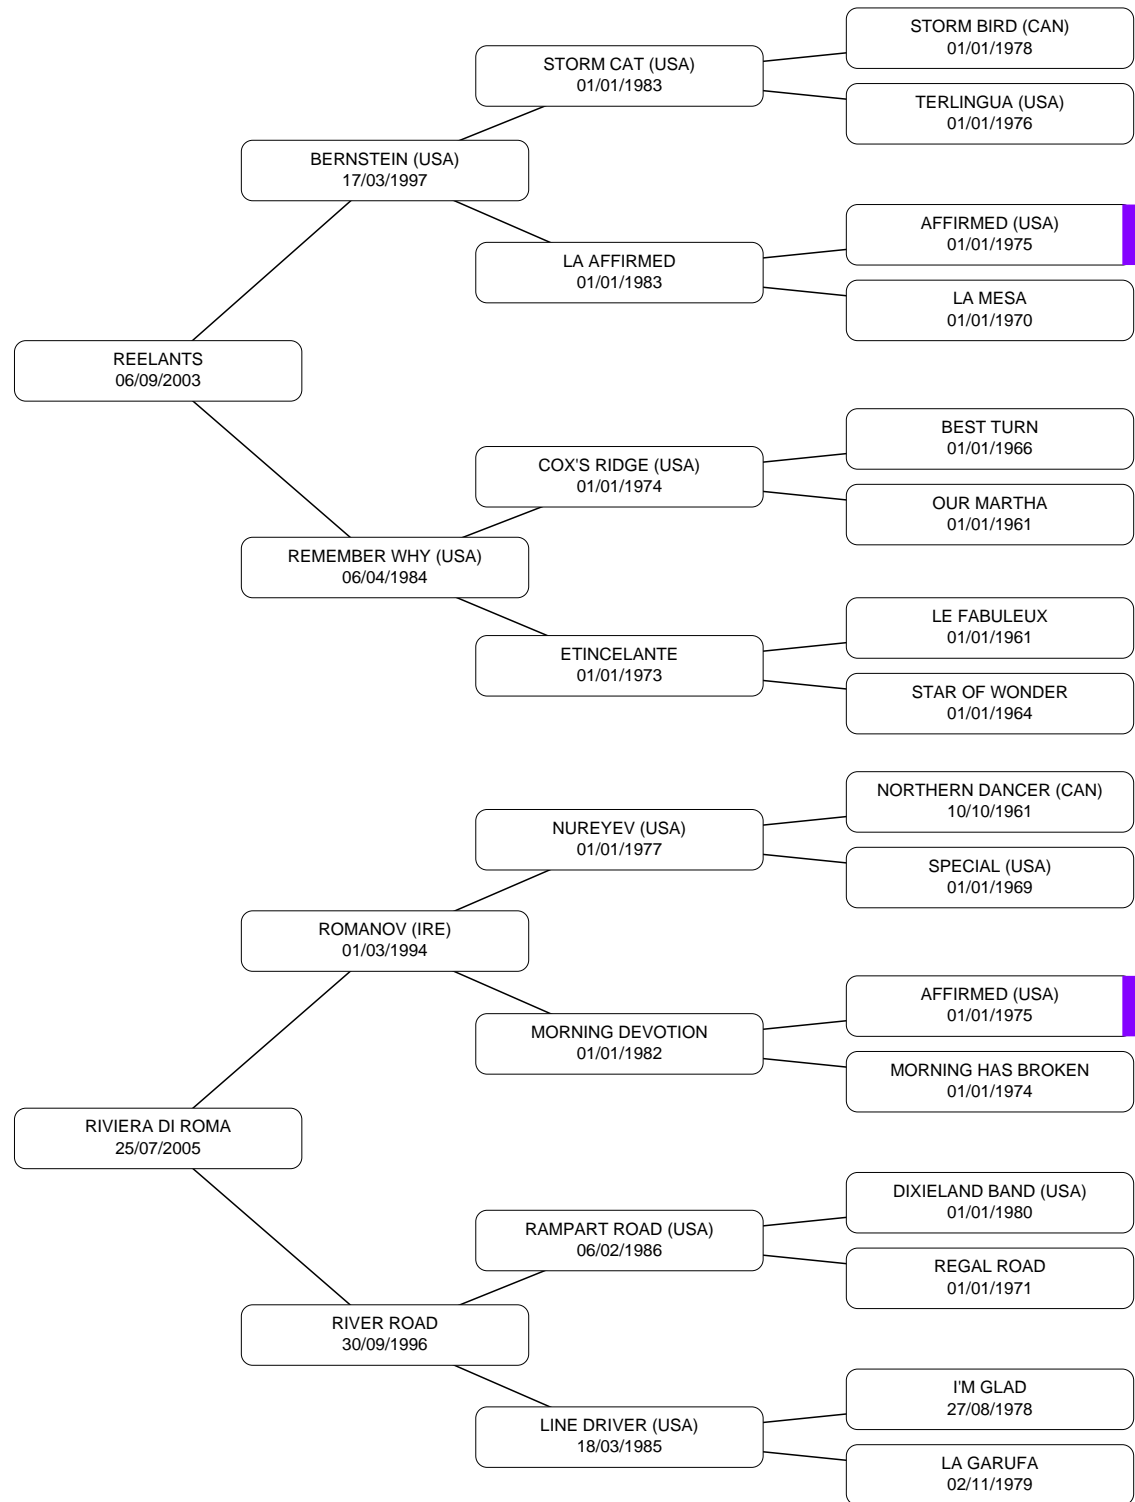 STORM BIRD (CAN)
01/01/1978
STORM CAT (USA)
01/01/1983
TERLINGUA (USA)
01/01/1976
BERNSTEIN (USA)
17/03/1997
AFFIRMED (USA)
01/01/1975
LA AFFIRMED
01/01/1983
LA MESA
01/01/1970
REELANTS
06/09/2003
BEST TURN
01/01/1966
COX'S RIDGE (USA)
01/01/1974
OUR MARTHA
01/01/1961
REMEMBER WHY (USA)
06/04/1984
LE FABULEUX
01/01/1961
ETINCELANTE
01/01/1973
STAR OF WONDER
01/01/1964
NORTHERN DANCER (CAN)
10/10/1961
NUREYEV (USA)
01/01/1977
SPECIAL (USA)
01/01/1969
ROMANOV (IRE)
01/03/1994
AFFIRMED (USA)
01/01/1975
MORNING DEVOTION
01/01/1982
MORNING HAS BROKEN
01/01/1974
RIVIERA DI ROMA
25/07/2005
DIXIELAND BAND (USA)
01/01/1980
RAMPART ROAD (USA)
06/02/1986
REGAL ROAD
01/01/1971
RIVER ROAD
30/09/1996
I'M GLAD
27/08/1978
LINE DRIVER (USA)
18/03/1985
LA GARUFA
02/11/1979